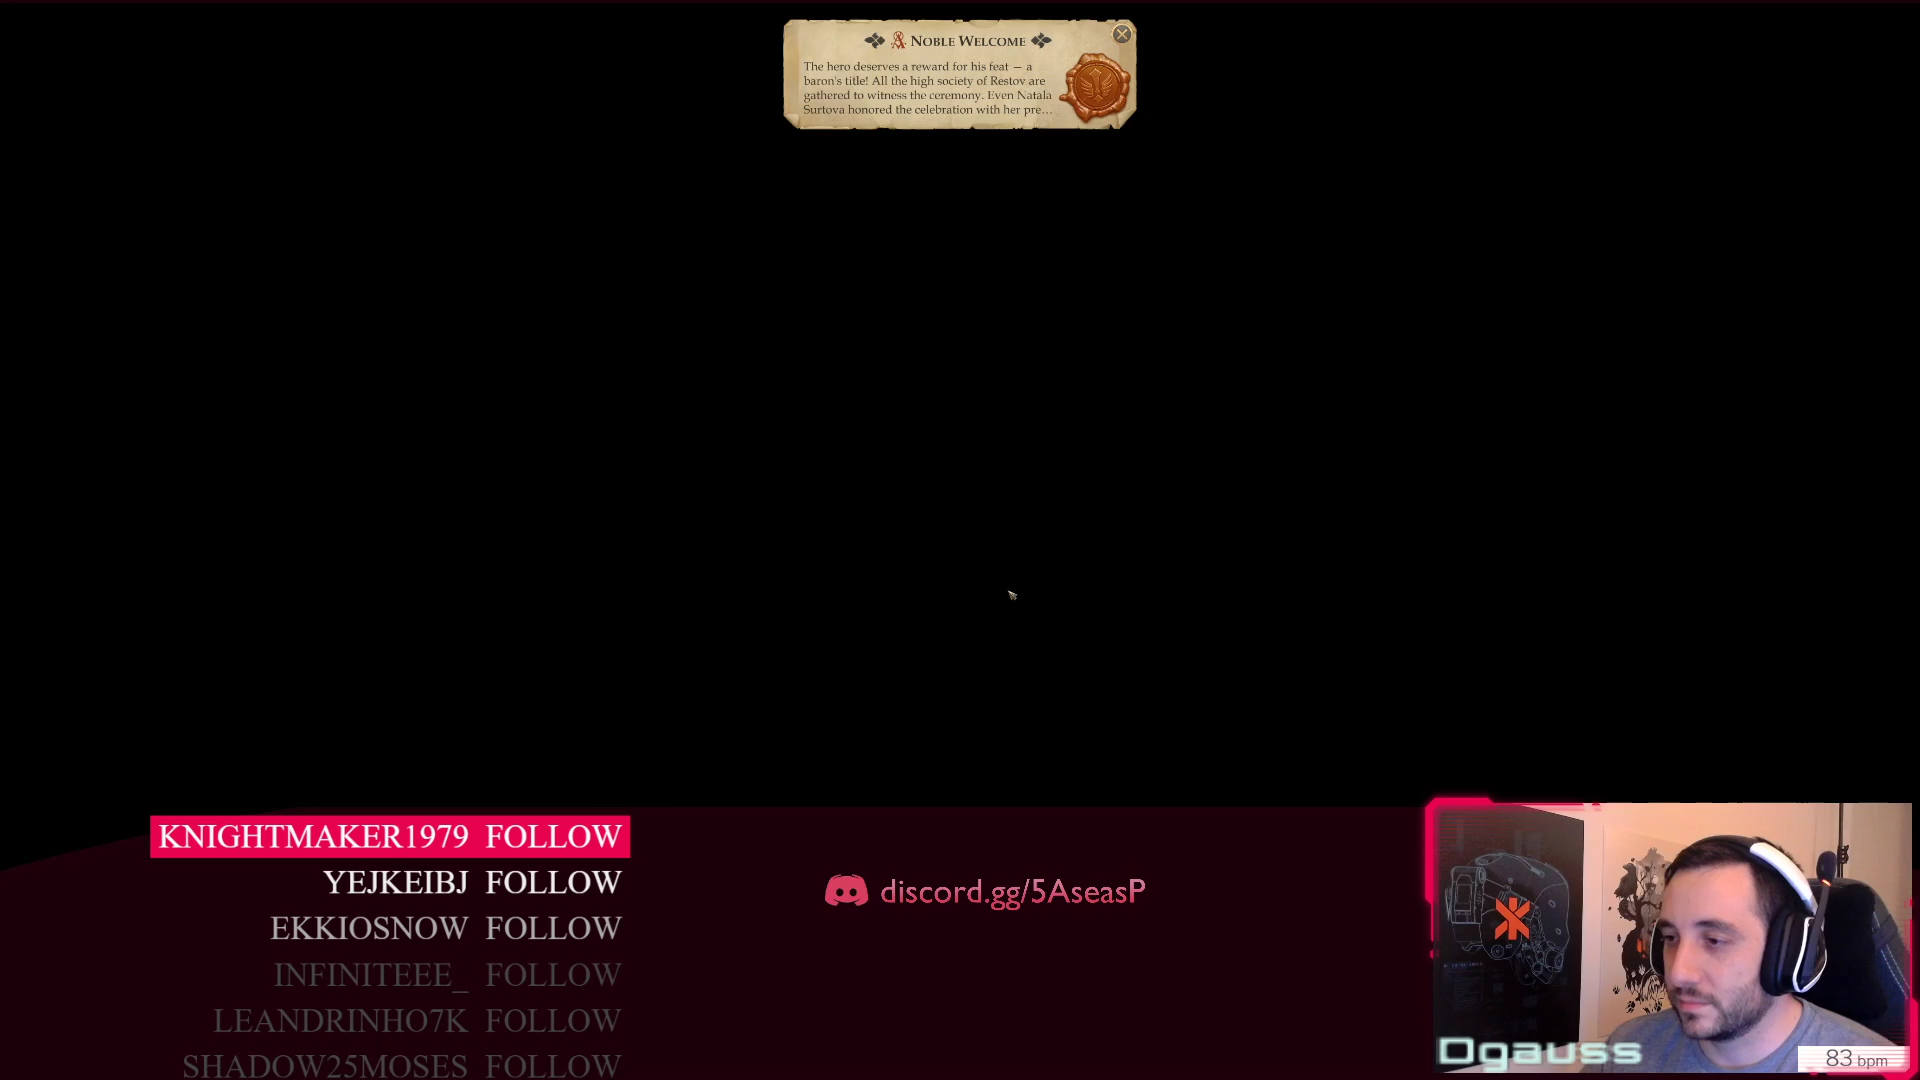 NOBLE WELCOME
The hero deserves a reward for his feat — a
baron's title! All the high society of Restov are
gathered to witness the ceremony. Even Natala
Surtova honored the celebration with her pre...
KNIGHTMAKER1979 FOLLOW
YEJKEIBJ FOLLOW
EKKIOSNOW FOLLOW
INFINITEEE_ FOLLOW
LEANDRINHO7K FOLLOW
SHADOW25MOSES FOLLOW
discord.gg/5AseasP
Dgauss
83 bpm